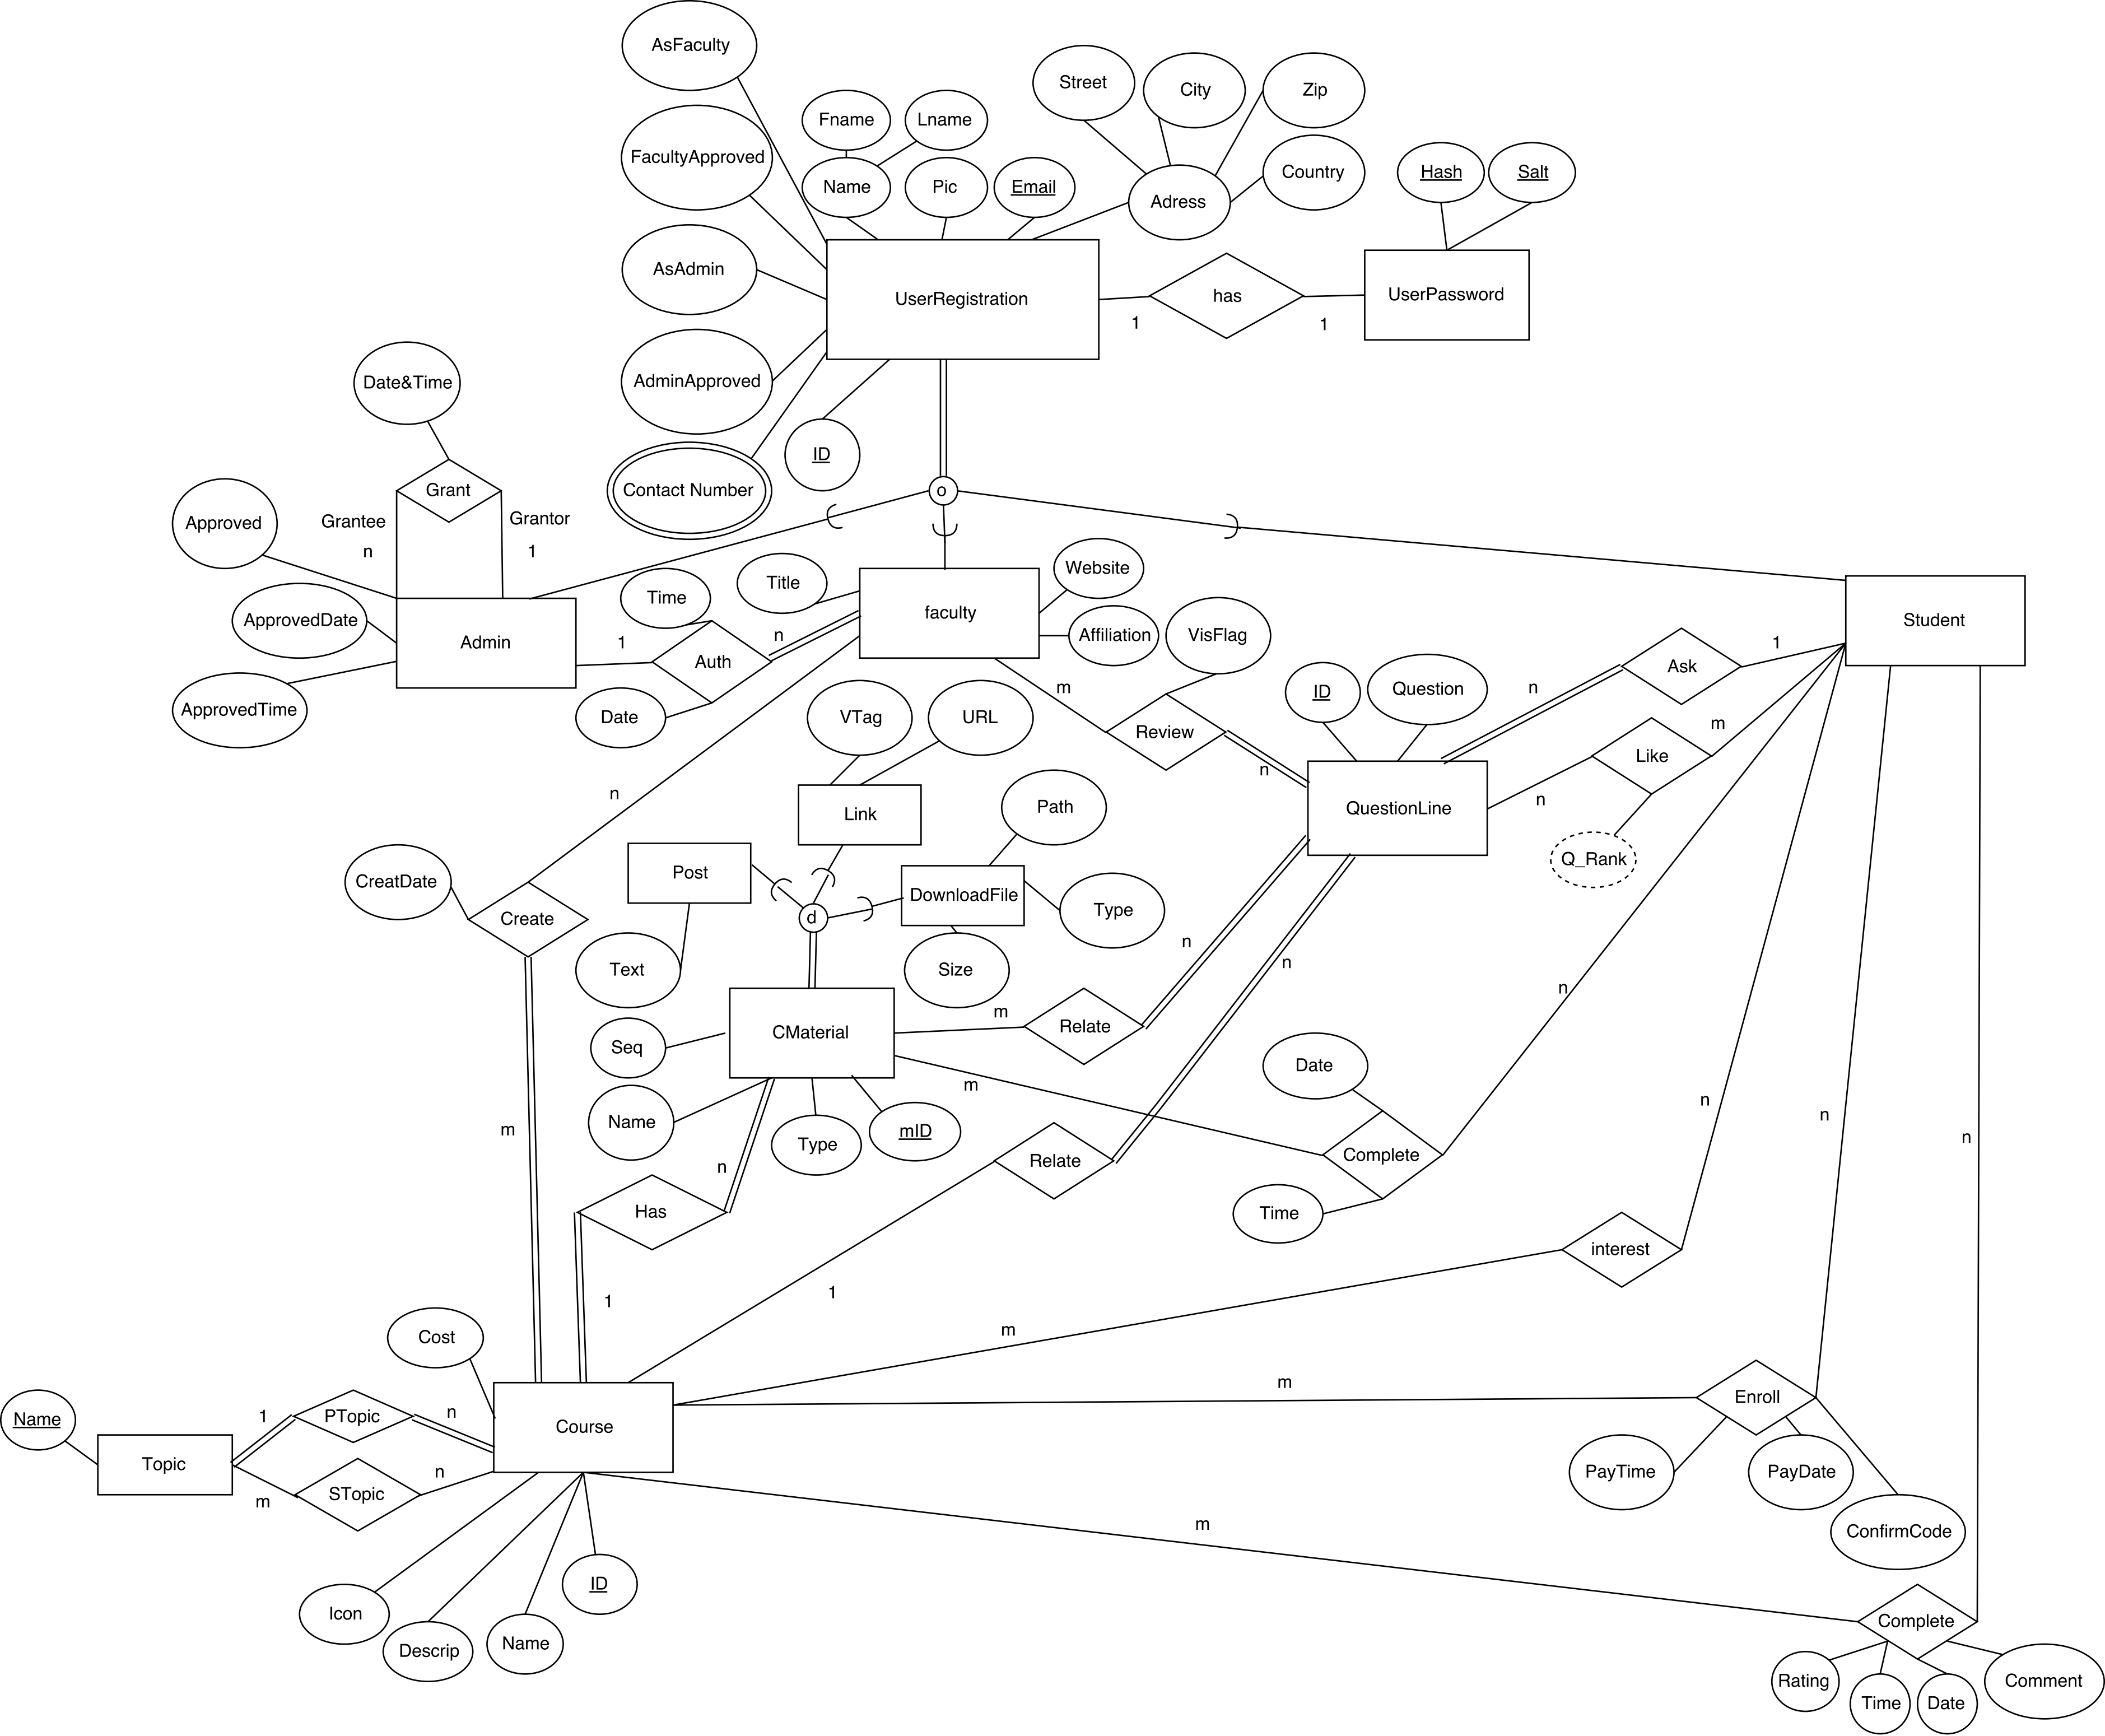 AsFaculty
Street
City
Zip
Fname
Lname
FacultyApproved
Name
Pic
Email
Adress
Country
Hash
Salt
AsAdmin
UserRegistration
has
UserPassword
1
1
Date&Time
AdminApproved
ID
Grant
Contact Number
o
Approved
Grantee
Grantor
n
1
Website
Title
Time
faculty
Student
ApprovedDate
Admin
1
n
Affiliation
VisFlag
Auth
Ask
1
m
n
ID
Question
ApprovedTime
Date
VTag
URL
Review
m
Like
n
n
n
n
Link
Path
QuestionLine
Q_Rank
CreatDate
Post
DownloadFile
Type
Create
d
n
n
Text
Size
n
m
Relate
Seq
CMaterial
Date
m
n
n
n
m
Name
Type
mID
Relate
Complete
n
Has
Time
interest
1
1
m
Cost
m
Name
1
PTopic
n
Enroll
Course
Topic
n
STopic
m
PayTime
PayDate
m
ConfirmCode
ID
Icon
Descrip
Name
Complete
Rating
Time
Date
Comment